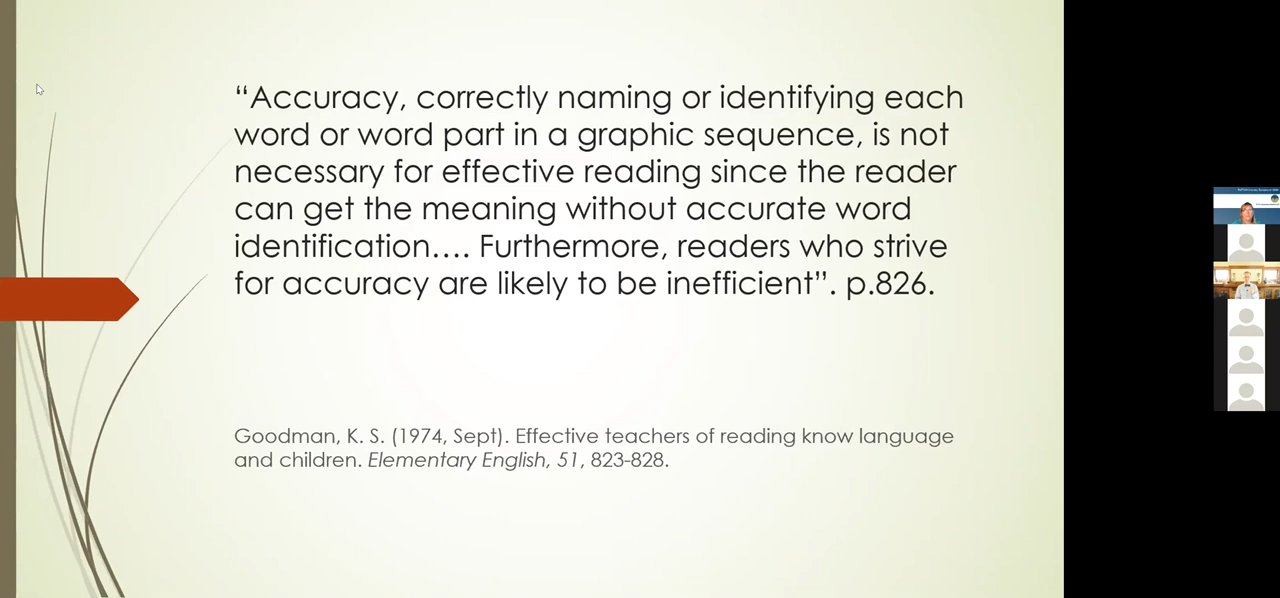 “Accuracy, correctly naming or identifying each
word or word part in a graphic sequence, is not
necessary for effective reading since the reader
can get the meaning without accurate word
identification…. Furthermore, readers who strive
for accuracy are likely to be inefficient”. p.826.
Goodman, K. S. (1974, Sept). Effective teachers of reading know language
and children. Elementary English, 51, 823-828.